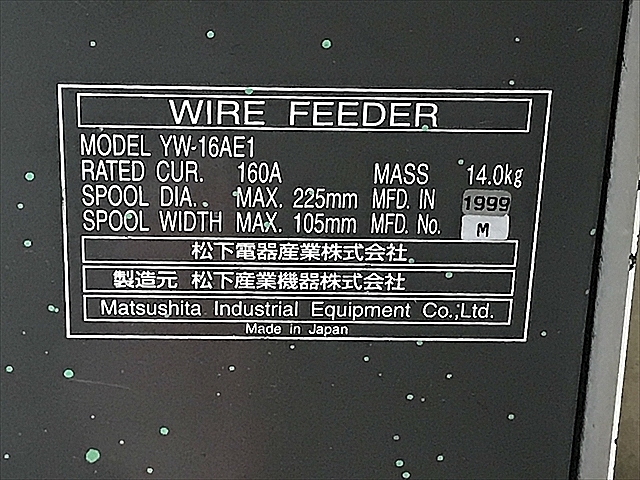 WIRE FEEDER
MODEL YW-16AE1
RATED CUR. 160A MASS 14.0kg
SPOOL DIA.. MAX. 225mm MFD. IN 1999
SPOOL WIDTH MAX. 105mm MFD. No. M
松下電器産業株式会社
製造元 松下産業機器株式会社
Matsushita Industrial Equipment Co.,Ltd.
Made in Japan